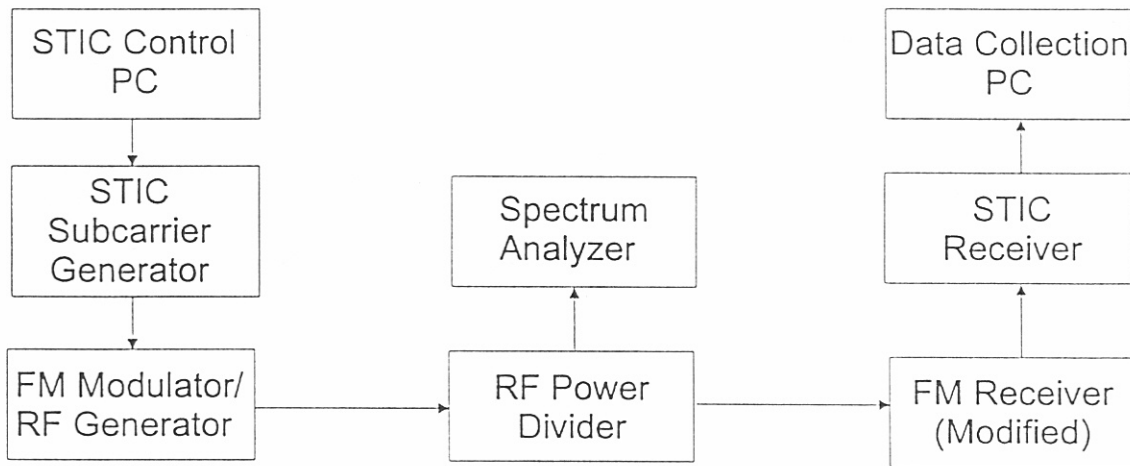 STIC Control
PC
STIC
Subcarrier
Generator
FM Modulator/
RF Generator
Spectrum
Analyzer
RF Power
Divider
Data Collection
PC
STIC
Receiver
FM Receiver
(Modified)